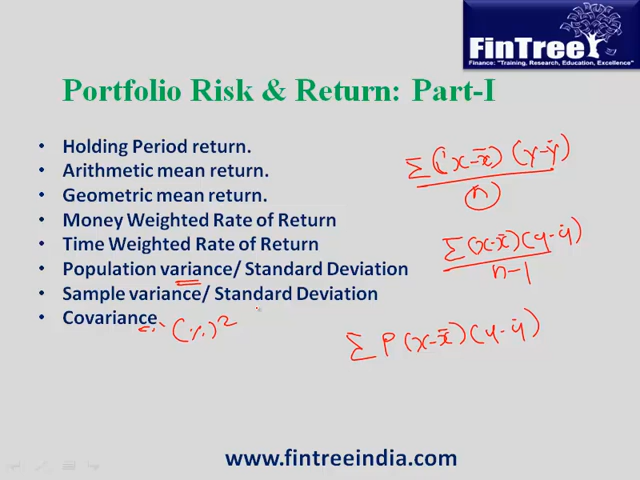 FinTree
Finance: "Training, Research, Education, Excellence"
Portfolio Risk & Return: Part-I
• Holding Period return.
• Arithmetic mean return.
• Geometric mean return.
• Money Weighted Rate of Return
• Time Weighted Rate of Return
• Population variance/ Standard Deviation
• Sample variance/ Standard Deviation
• Covariance
(%)²
Σ(x-x̄)(y-ȳ)
n
Σ(x-x̄)(y-ȳ)
n-1
Σ P(x-x̄)(y-ȳ)
www.fintreeindia.com